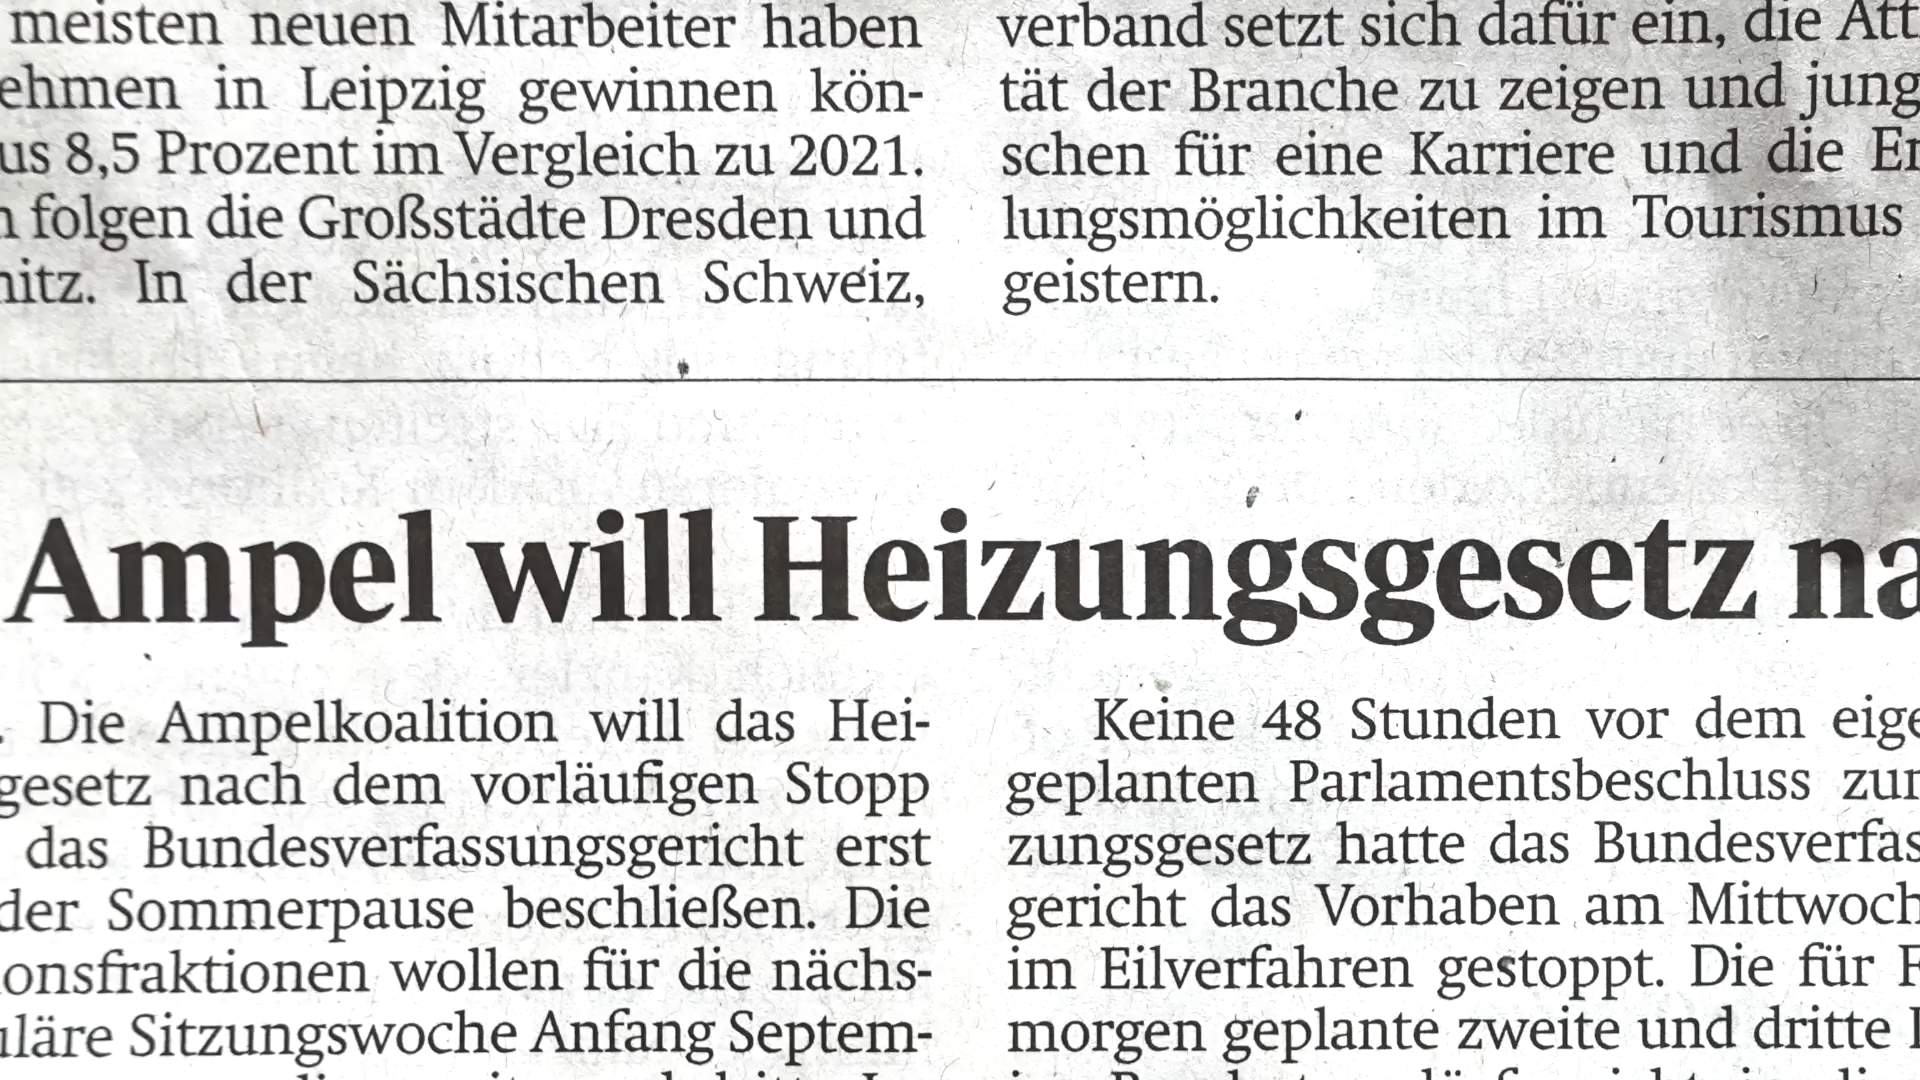 meisten neuen Mitarbeiter haben
ehmen in Leipzig gewinnen kön-
us 8,5 Prozent im Vergleich zu 2021.
folgen die Großstädte Dresden und
nitz. In der Sächsischen Schweiz,
verband setzt sich dafür ein, die Att
tät der Branche zu zeigen und jung
schen für eine Karriere und die En
lungsmöglichkeiten im Tourismus
geistern.
Ampel will Heizungsgesetz na
. Die Ampelkoalition will das Hei-
gesetz nach dem vorläufigen Stopp
das Bundesverfassungsgericht erst
der Sommerpause beschließen. Die
onsfraktionen wollen für die nächs-
uläre Sitzungswoche Anfang Septem-
Keine 48 Stunden vor dem eige
geplanten Parlamentsbeschluss zur
zungsgesetz hatte das Bundesverfas
gericht das Vorhaben am Mittwoch
im Eilverfahren gestoppt. Die für F
morgen geplante zweite und dritte